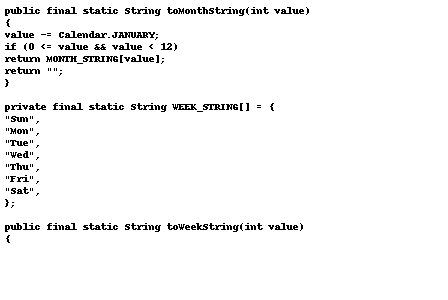 public final static String toMonthString(int value)
{
value -= Calendar.JANUARY;
if (0 <= value && value < 12)
return MONTH_STRING[value];
return "";
}

private final static String WEEK_STRING[] = {
"Sun",
"Mon",
"Tue",
"Wed",
"Thu",
"Fri",
"Sat",
};

public final static String toWeekString(int value)
{